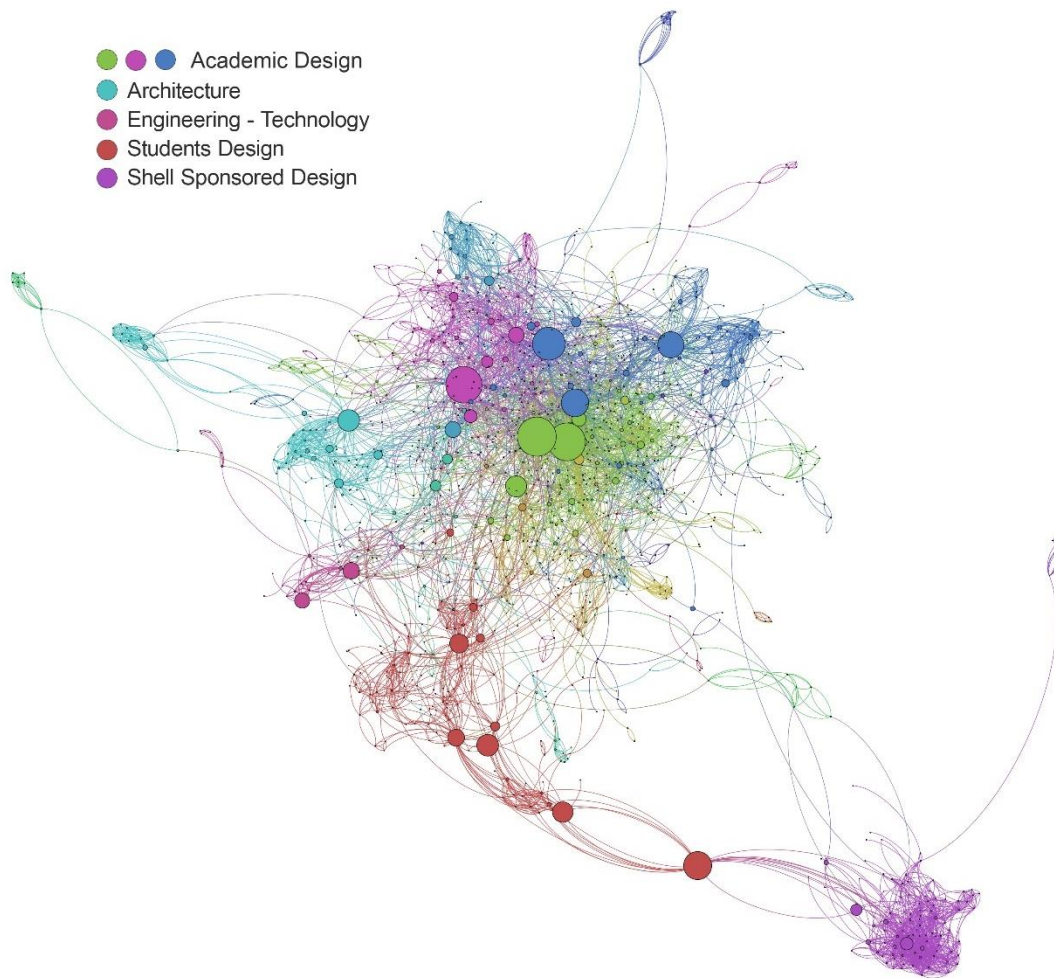 Academic Design
Architecture
Engineering - Technology
Students Design
Shell Sponsored Design